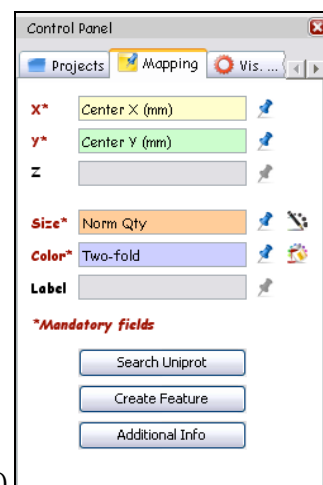 Control Panel
Projects Mapping Vis. ...
X* Center X (mm)
y* Center Y (mm)
Z
Size* Norm Qty
Color* Two-fold
Label
*Mandatory fields
Search Uniprot
Create Feature
Additional Info
)